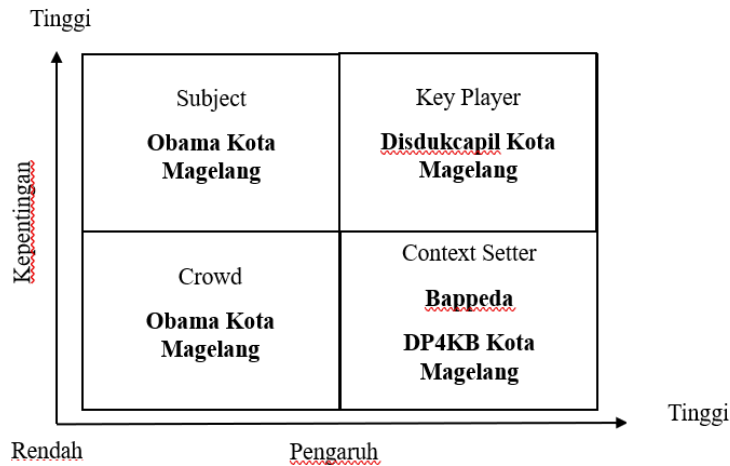 Tinggi
Subject
Obama Kota
Magelang
Key Player
Disdukcapil Kota
Magelang
Kepentingan
Crowd
Obama Kota
Magelang
Context Setter
Bappeda
DP4KB Kota
Magelang
Tinggi
Rendah
Pengaruh